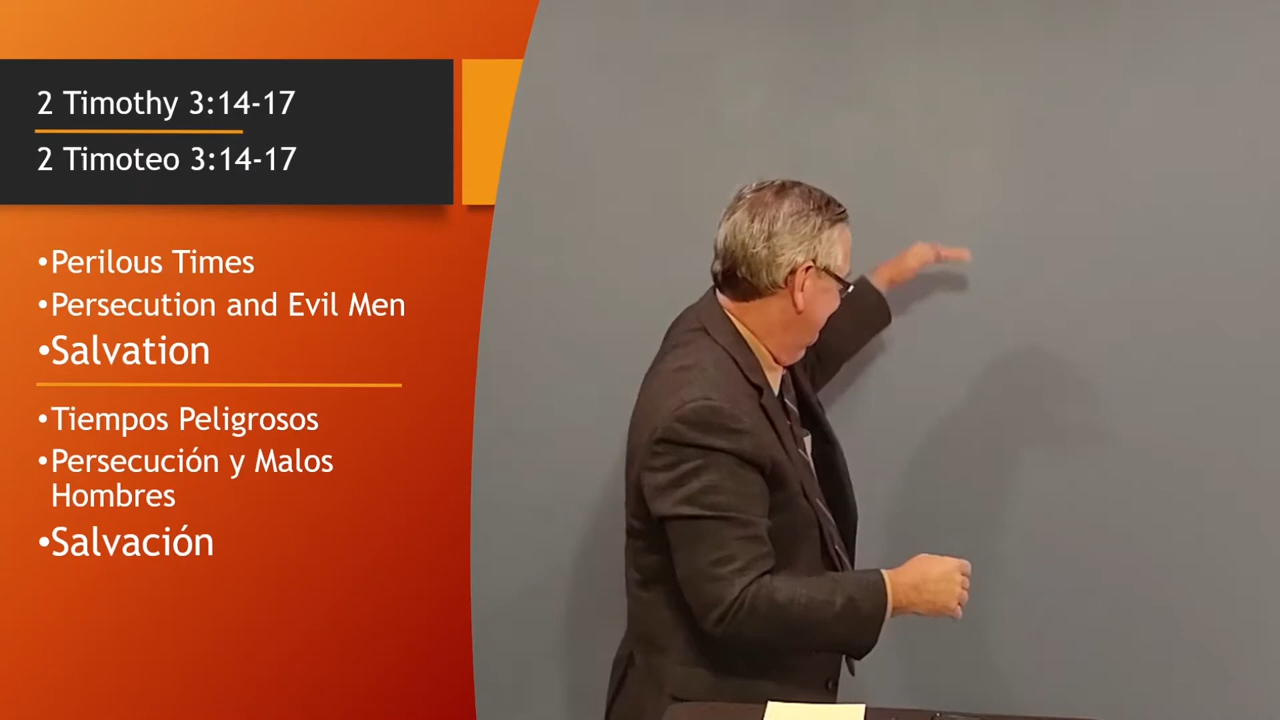 2 Timothy 3:14-17
2 Timoteo 3:14-17
•Perilous Times
•Persecution and Evil Men
•Salvation
•Tiempos Peligrosos
•Persecución y Malos
Hombres
•Salvación